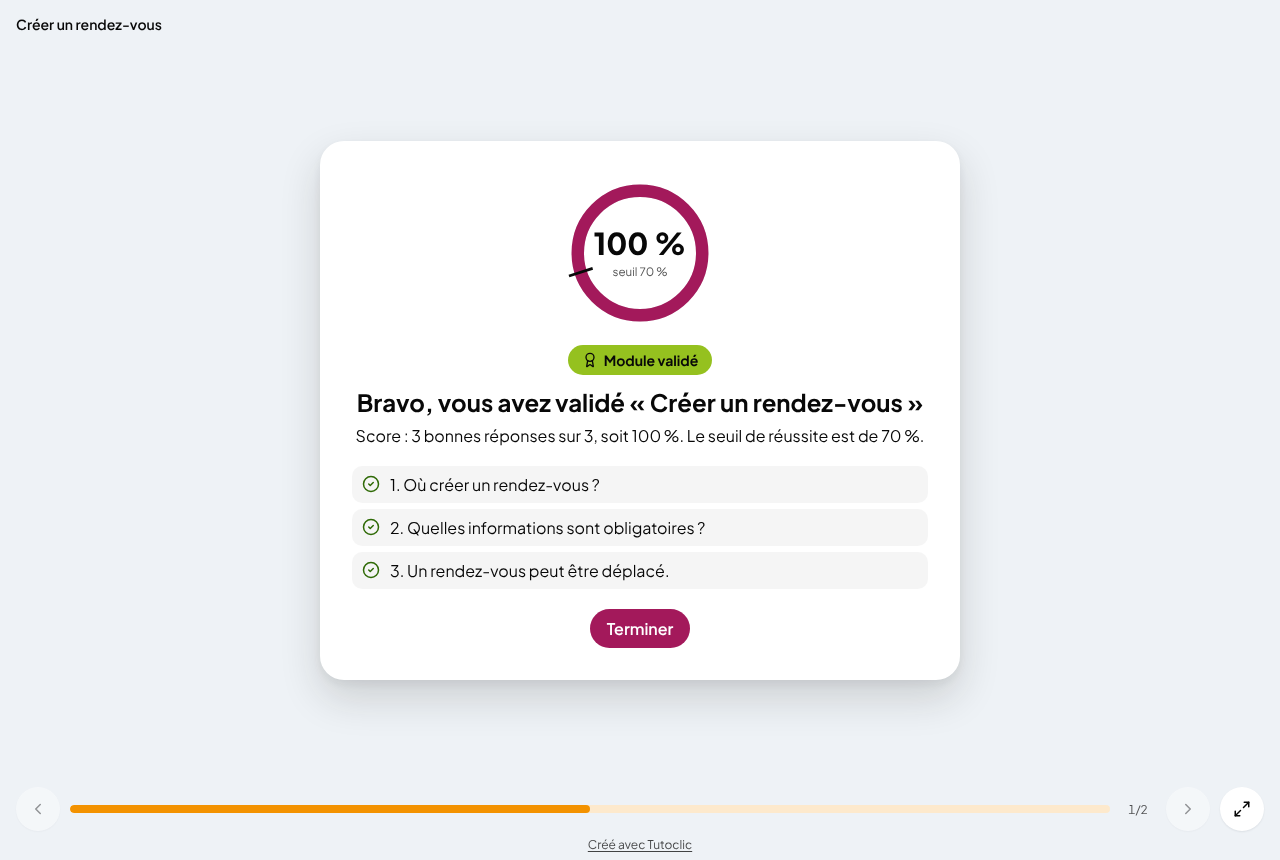 Créer un rendez-vous
100 %
seuil 70 %
Module validé
Bravo, vous avez validé « Créer un rendez-vous »
Score : 3 bonnes réponses sur 3, soit 100 %. Le seuil de réussite est de 70 %.
1. Où créer un rendez-vous ?
2. Quelles informations sont obligatoires ?
3. Un rendez-vous peut être déplacé.
Terminer
1/2
Créé avec Tutoclic